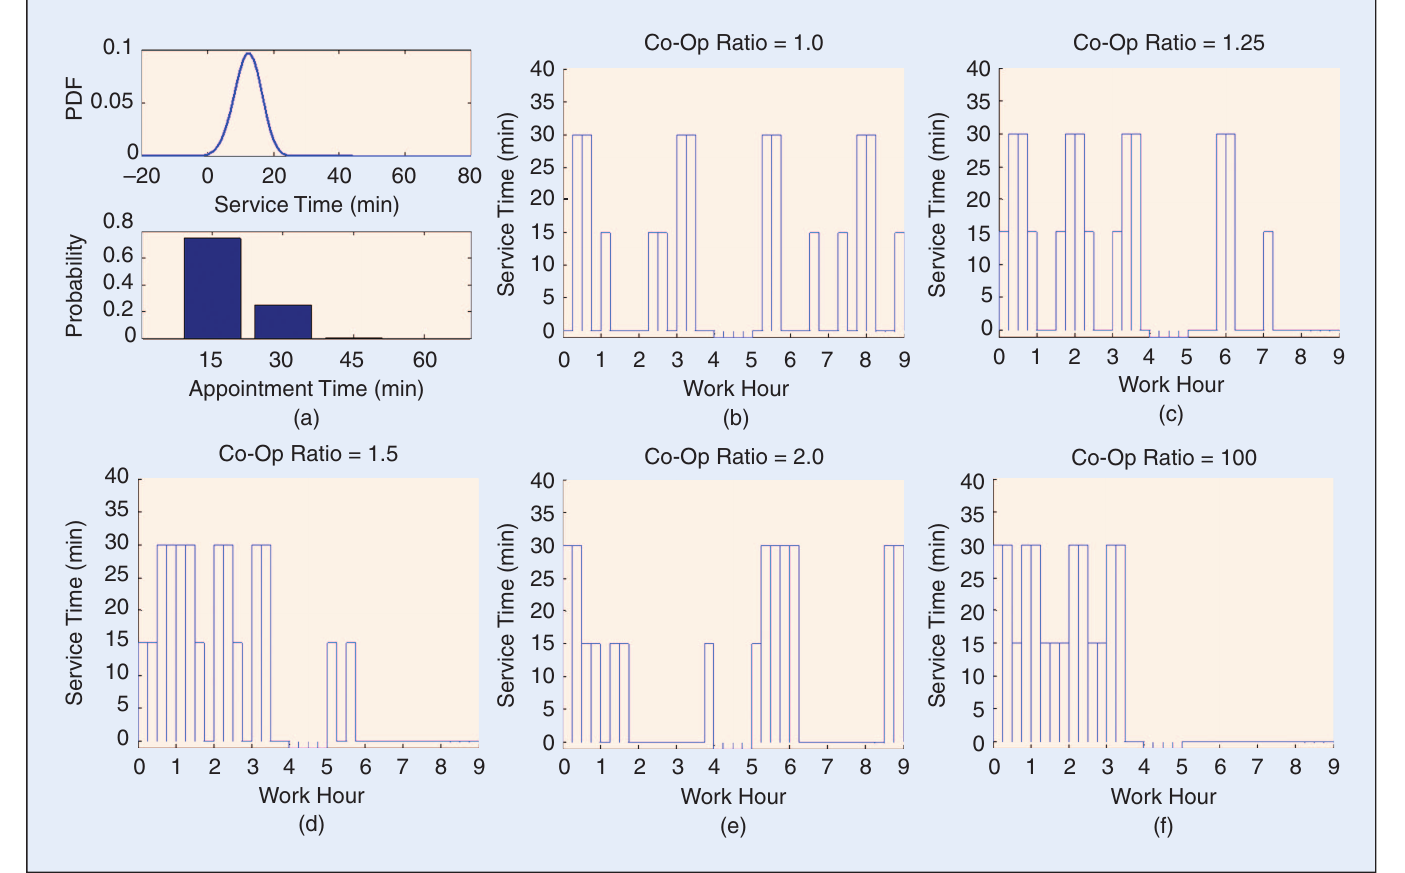 0.1
0.05
0
PDF
–20 0 20 40 60 80
Service Time (min)
0.8
0.6
0.4
0.2
0
Probability
15 30 45 60
Appointment Time (min)
(a)
Co-Op Ratio = 1.0
40
35
30
25
20
15
10
5
0
Service Time (min)
0 1 2 3 4 5 6 7 8 9
Work Hour
(b)
Co-Op Ratio = 1.25
40
35
30
25
20
15
10
5
0
Service Time (min)
0 1 2 3 4 5 6 7 8 9
Work Hour
(c)
Co-Op Ratio = 1.5
40
35
30
25
20
15
10
5
0
Service Time (min)
0 1 2 3 4 5 6 7 8 9
Work Hour
(d)
Co-Op Ratio = 2.0
40
35
30
25
20
15
10
5
0
Service Time (min)
0 1 2 3 4 5 6 7 8 9
Work Hour
(e)
Co-Op Ratio = 100
40
35
30
25
20
15
10
5
0
Service Time (min)
0 1 2 3 4 5 6 7 8 9
Work Hour
(f)